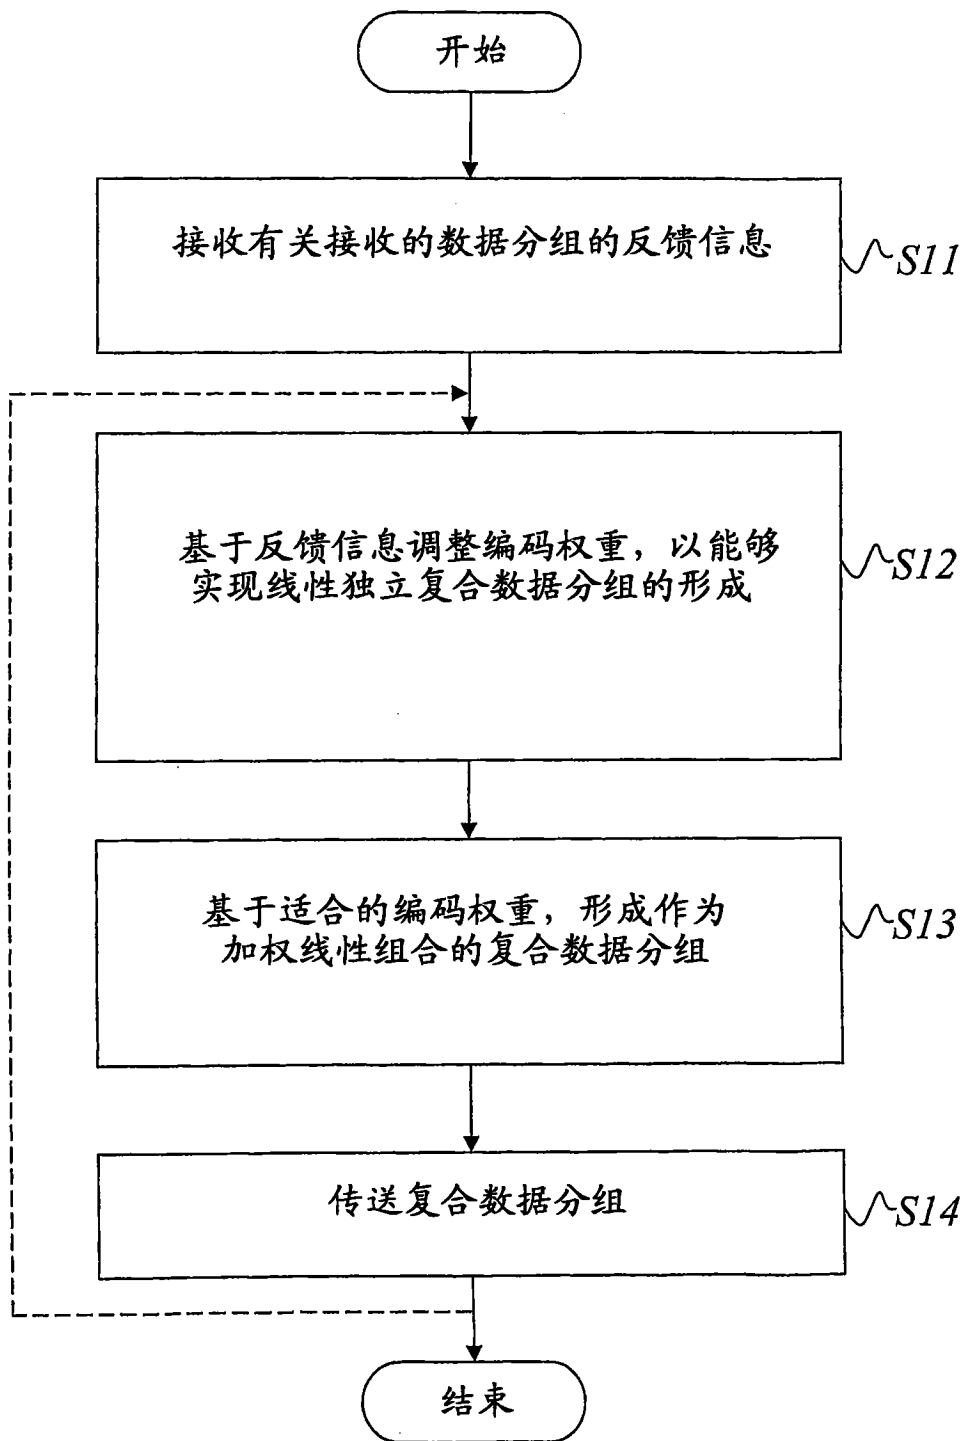 开始
接收有关接收的数据分组的反馈信息
S11
基于反馈信息调整编码权重，以能够
实现线性独立复合数据分组的形成
S12
基于适合的编码权重，形成作为
加权线性组合的复合数据分组
S13
传送复合数据分组
S14
结束